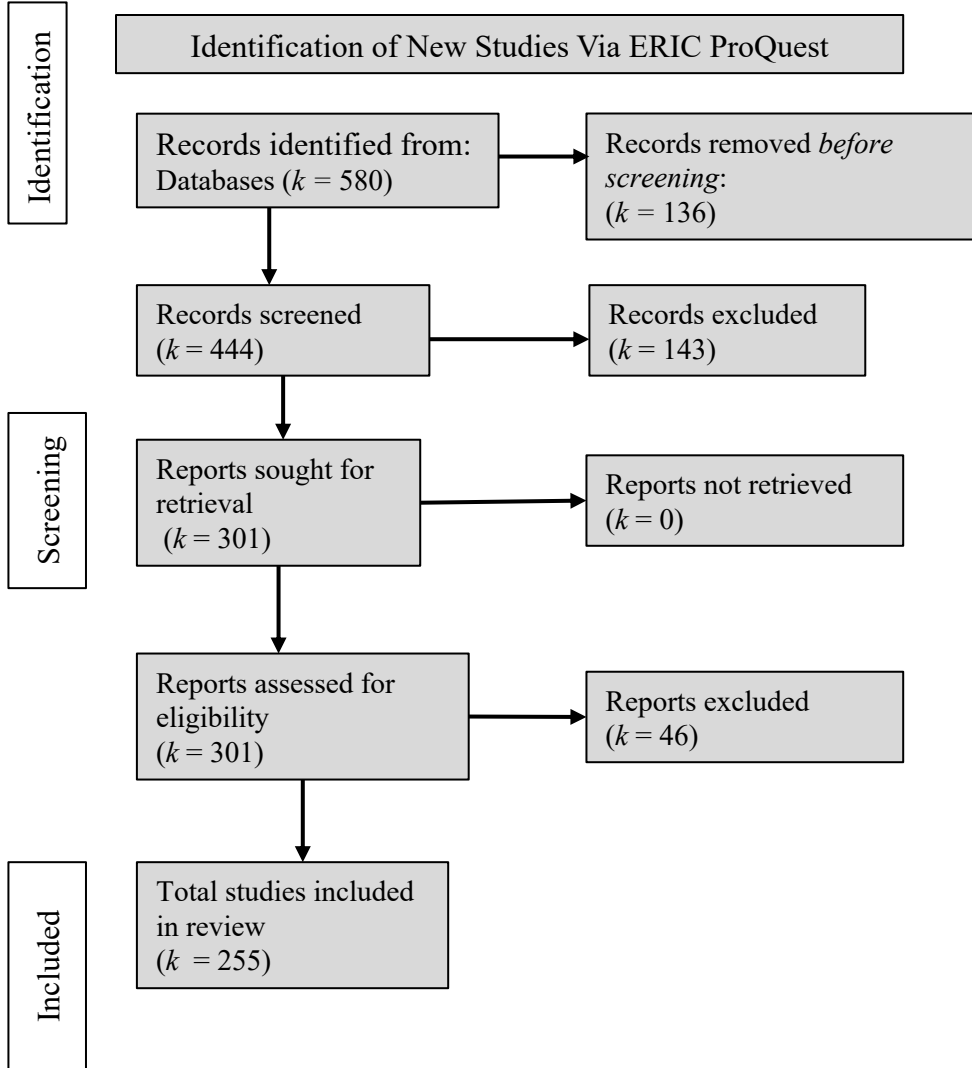 Identification
Identification of New Studies Via ERIC ProQuest
Records identified from:
Databases (k = 580)
Records removed before
screening:
(k = 136)
Records screened
(k = 444)
Records excluded
(k = 143)
Screening
Reports sought for
retrieval
(k = 301)
Reports not retrieved
(k = 0)
Reports assessed for
eligibility
(k = 301)
Reports excluded
(k = 46)
Included
Total studies included
in review
(k = 255)